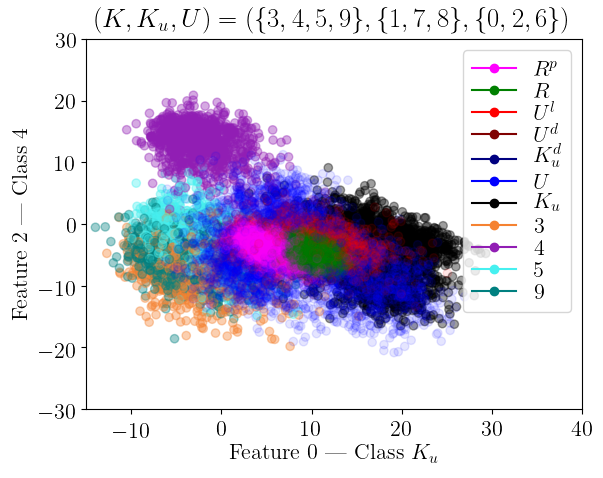 (K, K_u, U) = ({3, 4, 5, 9}, {1, 7, 8}, {0, 2, 6})
30
20
10
0
−10
−20
−30
Feature 2 — Class 4
R^p
R
U^l
U^d
K_u^d
U
K_u
3
4
5
9
−10
0
10
20
30
40
Feature 0 — Class K_u